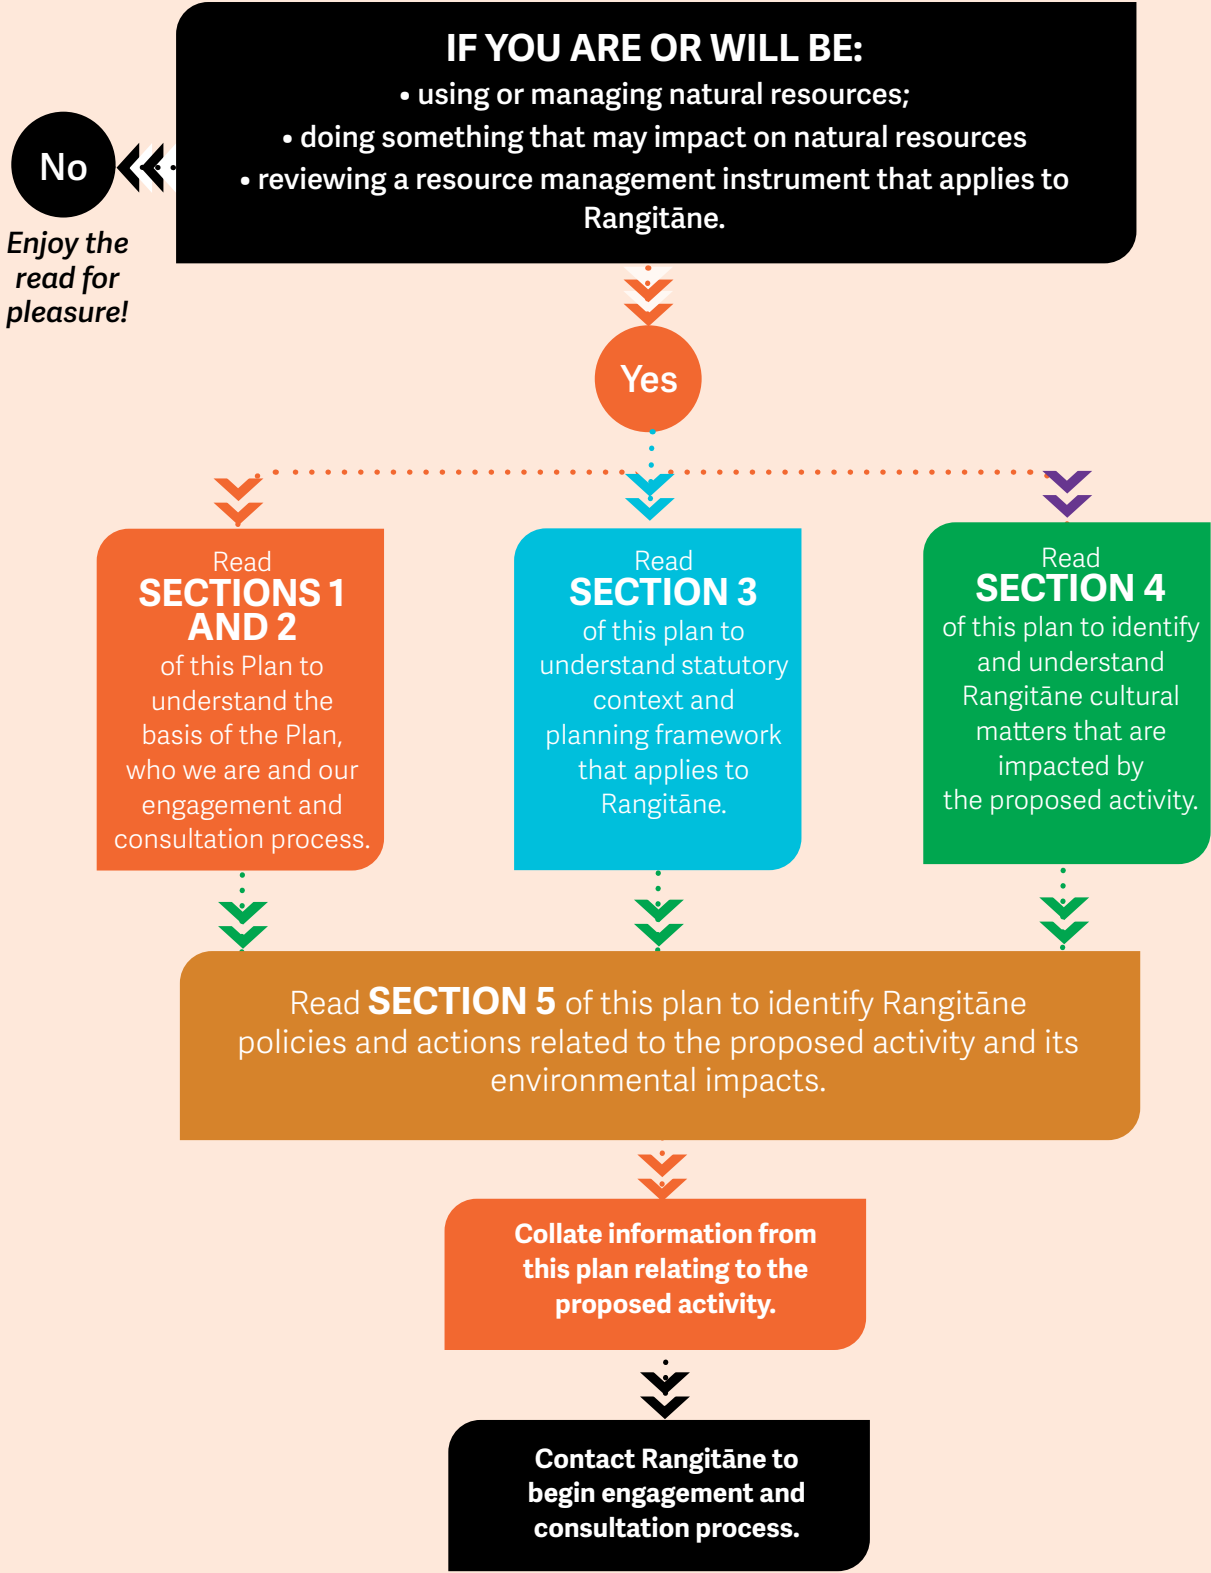 IF YOU ARE OR WILL BE:
• using or managing natural resources;
• doing something that may impact on natural resources
• reviewing a resource management instrument that applies to
Rangitāne.
No
Enjoy the
read for
pleasure!
Yes
Read
SECTIONS 1
AND 2
of this Plan to
understand the
basis of the Plan,
who we are and our
engagement and
consultation process.
Read
SECTION 3
of this plan to
understand statutory
context and
planning framework
that applies to
Rangitāne.
Read
SECTION 4
of this plan to identify
and understand
Rangitāne cultural
matters that are
impacted by
the proposed activity.
Read SECTION 5 of this plan to identify Rangitāne
policies and actions related to the proposed activity and its
environmental impacts.
Collate information from
this plan relating to the
proposed activity.
Contact Rangitāne to
begin engagement and
consultation process.